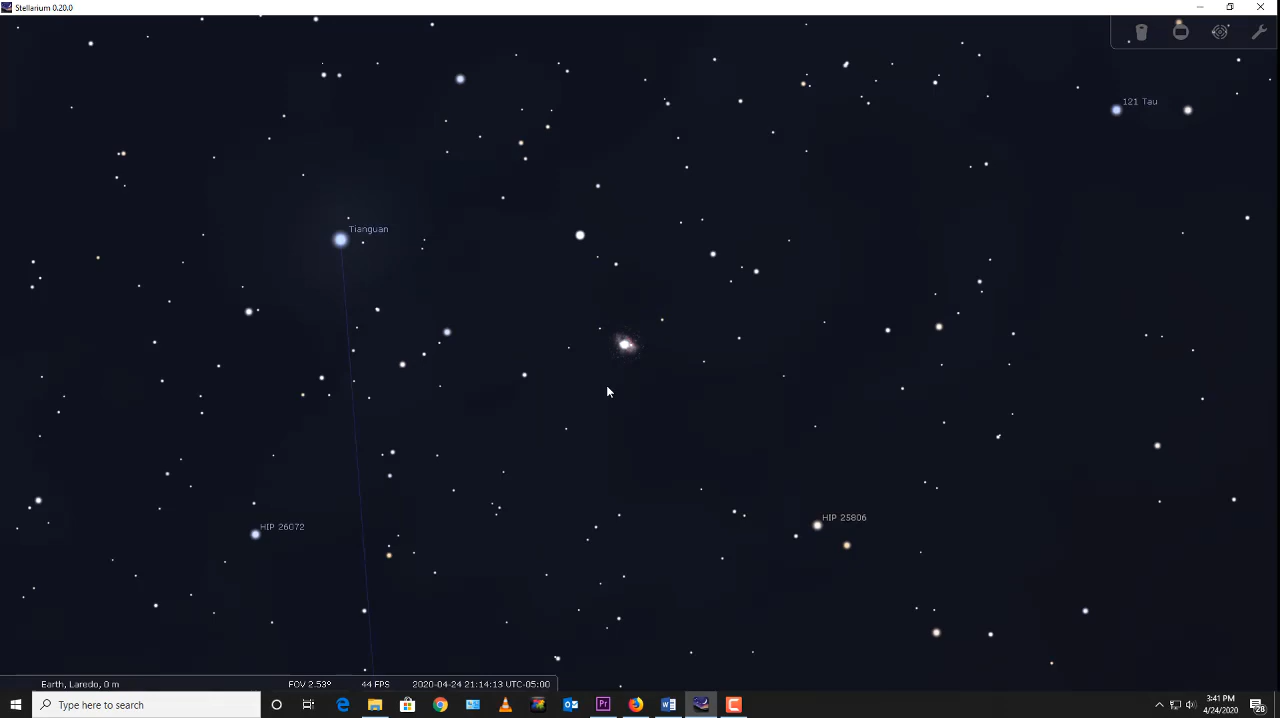 Stellarium 0.20.0
121 Tau
Tianguan
HIP 25806
HIP 26072
Earth, Laredo, 0 m FOV 2.53° 44 FPS 2020-04-24 21:14:13 UTC-05:00
Type here to search
Pr
3:41 PM
4/24/2020
28